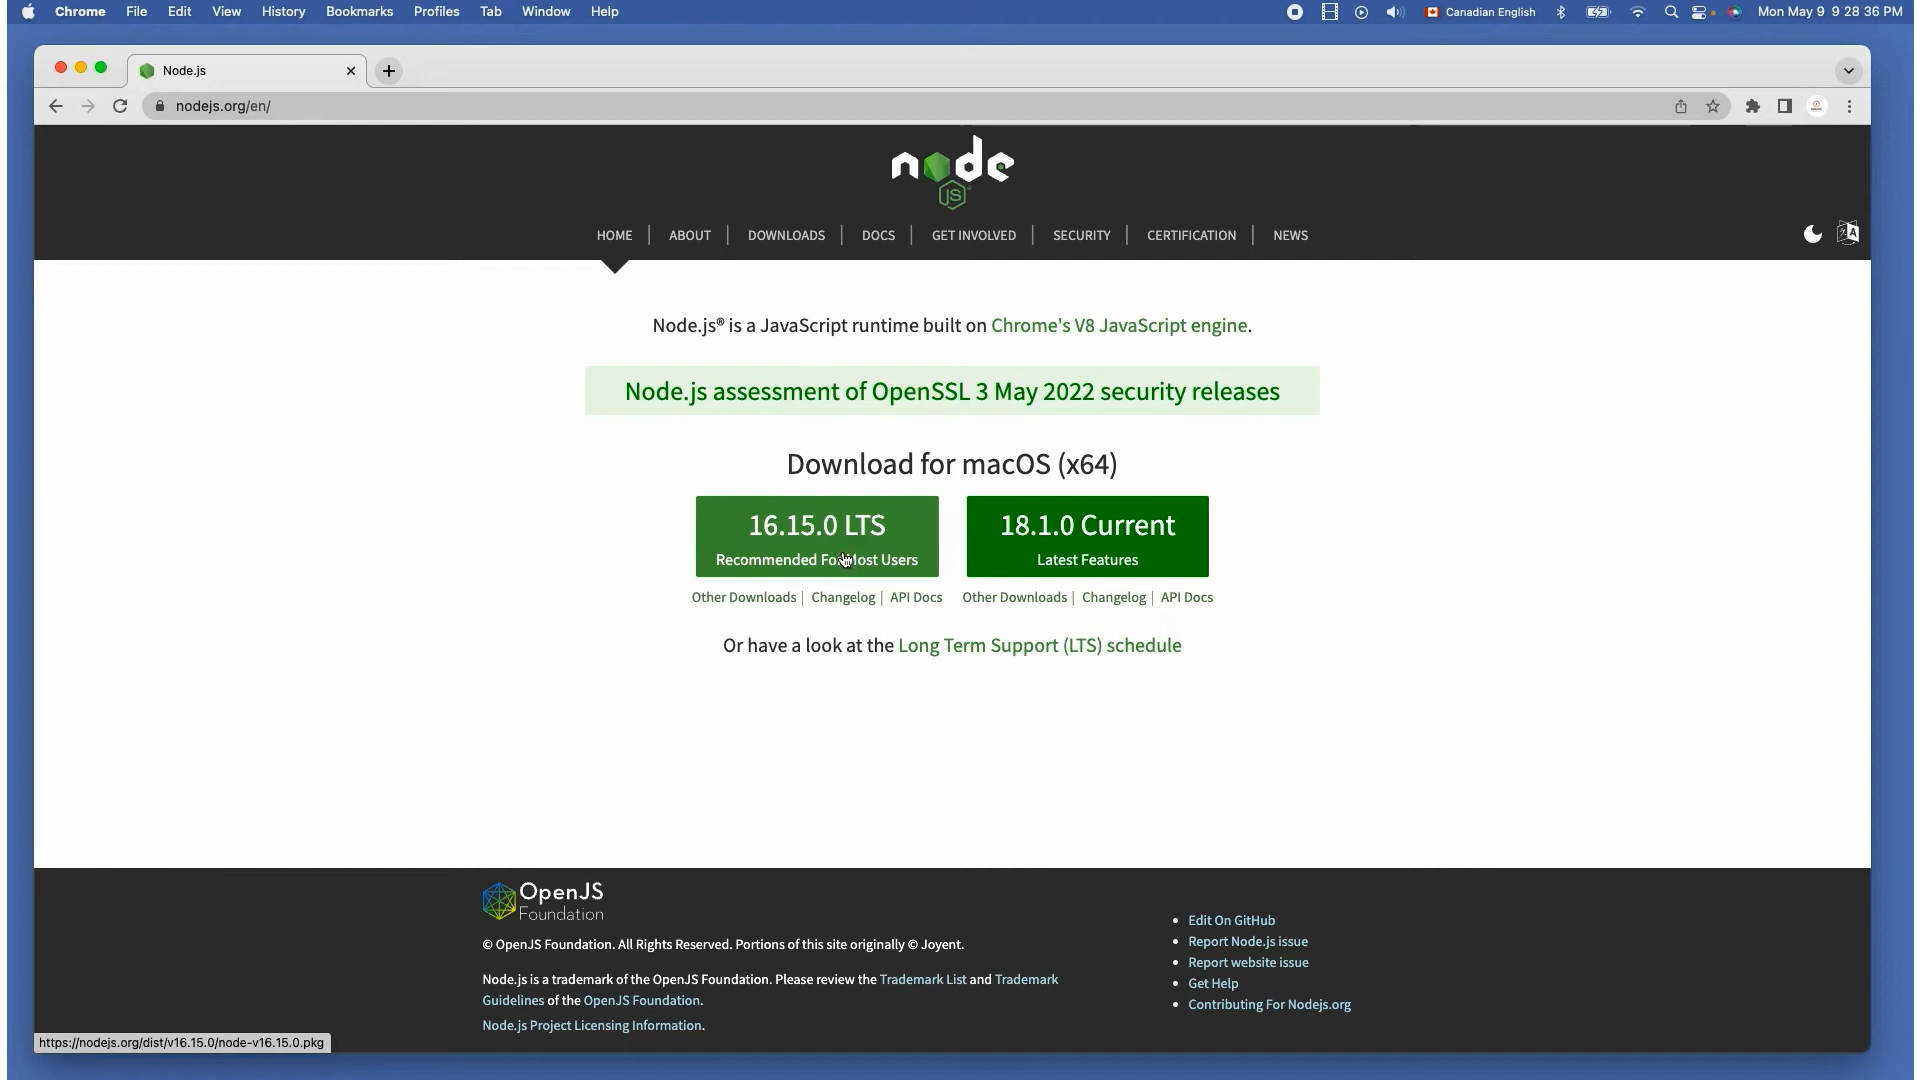 Chrome File Edit View History Bookmarks Profiles Tab Window Help Canadian English Mon May 9 9 28 36 PM
Node.js
nodejs.org/en/
node
JS
HOME | ABOUT | DOWNLOADS | DOCS | GET INVOLVED | SECURITY | CERTIFICATION | NEWS
Node.js® is a JavaScript runtime built on Chrome's V8 JavaScript engine.
Node.js assessment of OpenSSL 3 May 2022 security releases
Download for macOS (x64)
16.15.0 LTS
Recommended For Most Users
18.1.0 Current
Latest Features
Other Downloads | Changelog | API Docs
Other Downloads | Changelog | API Docs
Or have a look at the Long Term Support (LTS) schedule
OpenJS
Foundation
© OpenJS Foundation. All Rights Reserved. Portions of this site originally © Joyent.
Node.js is a trademark of the OpenJS Foundation. Please review the Trademark List and Trademark
Guidelines of the OpenJS Foundation.
Node.js Project Licensing Information.
Edit On GitHub
Report Node.js issue
Report website issue
Get Help
Contributing For Nodejs.org
https://nodejs.org/dist/v16.15.0/node-v16.15.0.pkg